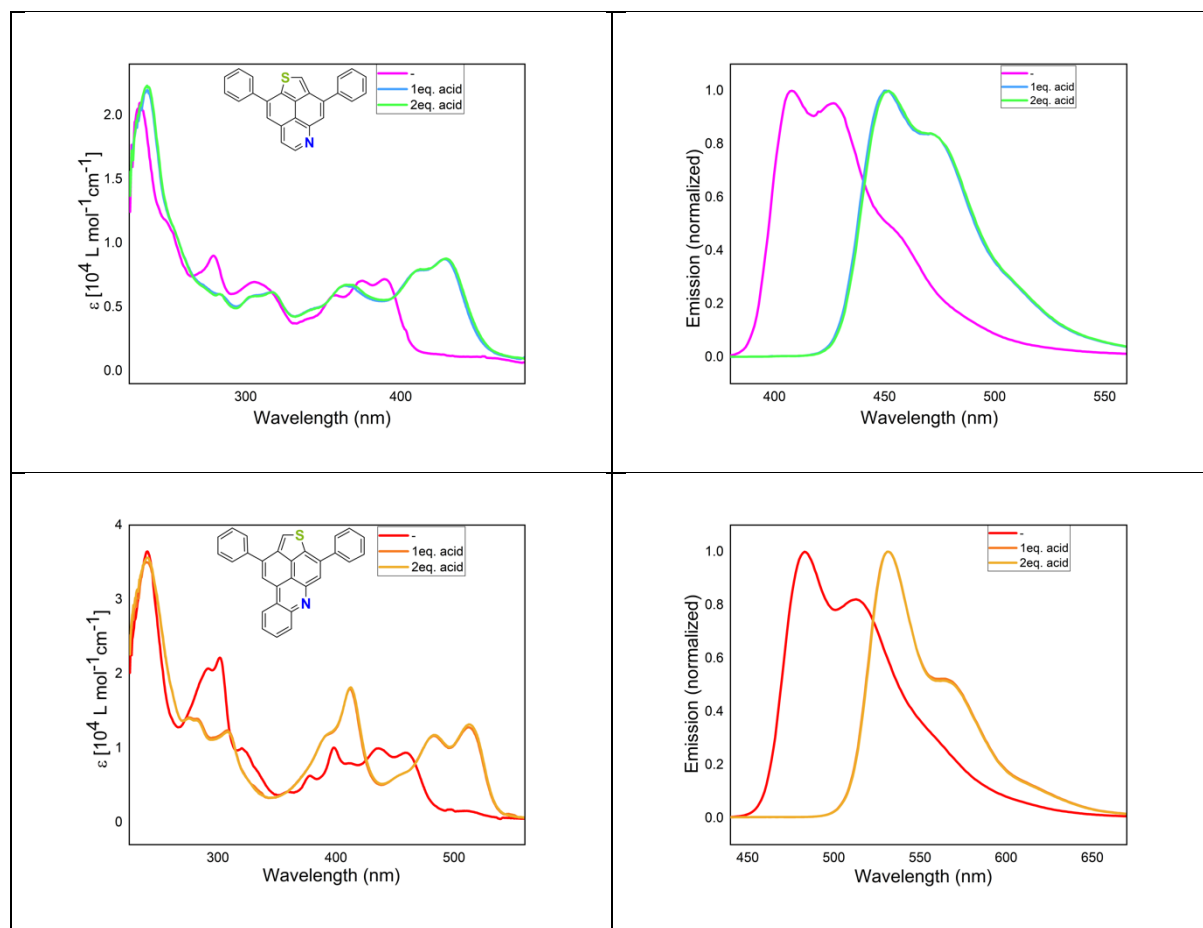 S
N
-
1eq. acid
2eq. acid
2.0
1.5
1.0
0.5
0.0
ε [10⁴ L mol⁻¹cm⁻¹]
300
400
Wavelength (nm)
-
1eq. acid
2eq. acid
1.0
0.8
0.6
0.4
0.2
0.0
Emission (normalized)
400
450
500
550
Wavelength (nm)
S
N
-
1eq. acid
2eq. acid
4
3
2
1
0
ε [10⁴ L mol⁻¹cm⁻¹]
300
400
500
Wavelength (nm)
-
1eq. acid
2eq. acid
1.0
0.8
0.6
0.4
0.2
0.0
Emission (normalized)
450
500
550
600
650
Wavelength (nm)